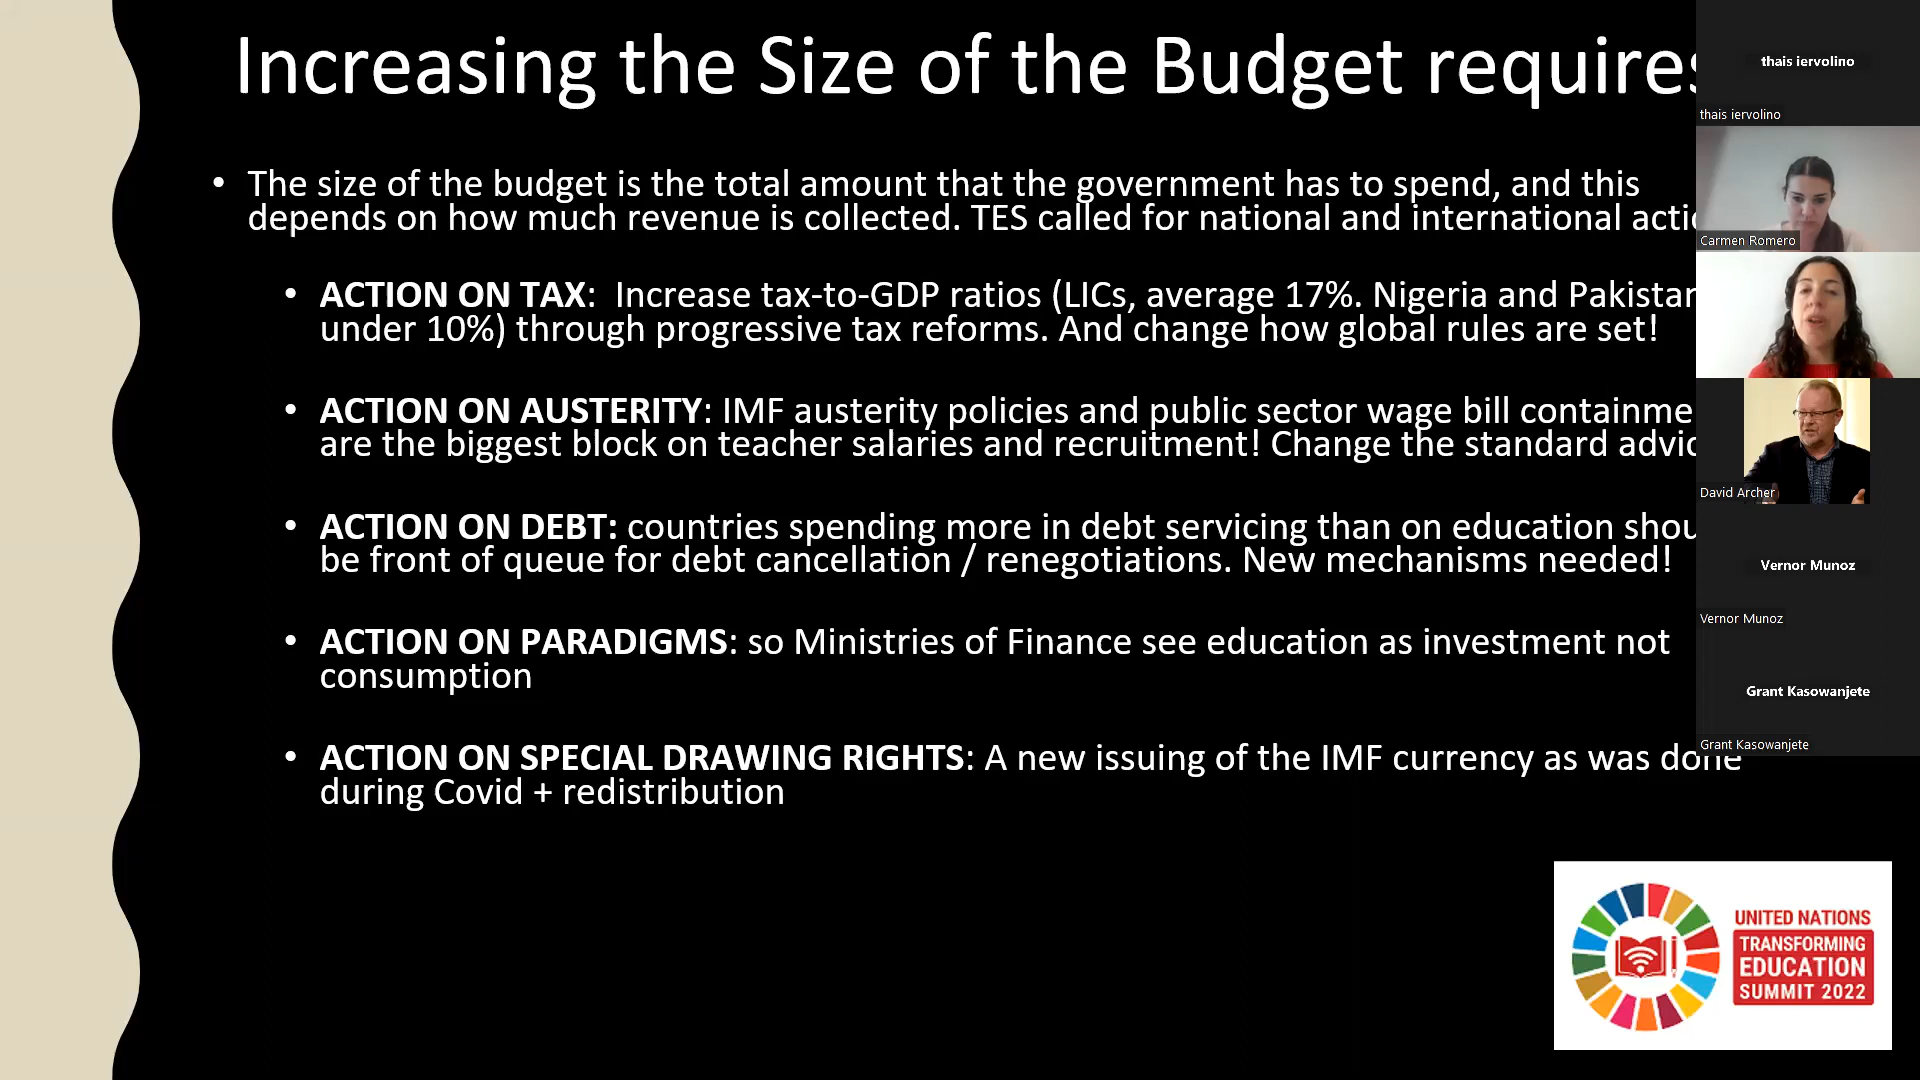 Increasing the Size of the Budget requires
• The size of the budget is the total amount that the government has to spend, and this
depends on how much revenue is collected. TES called for national and international
• ACTION ON TAX:  Increase tax-to-GDP ratios (LICs, average 17%. Nigeria and Pakistan
under 10%) through progressive tax reforms. And change how global rules are set!
• ACTION ON AUSTERITY: IMF austerity policies and public sector wage bill
are the biggest block on teacher salaries and recruitment! Change the standard
• ACTION ON DEBT: countries spending more in debt servicing than on education
be front of queue for debt cancellation / renegotiations. New mechanisms needed!
• ACTION ON PARADIGMS: so Ministries of Finance see education as investment not
consumption
• ACTION ON SPECIAL DRAWING RIGHTS: A new issuing of the IMF currency as was done
during Covid + redistribution
thais iervolino
thais iervolino
Carmen Romero
David Archer
Vernor Munoz
Vernor Munoz
Grant Kasowanjete
Grant Kasowanjete
UNITED NATIONS
TRANSFORMING
EDUCATION
SUMMIT 2022